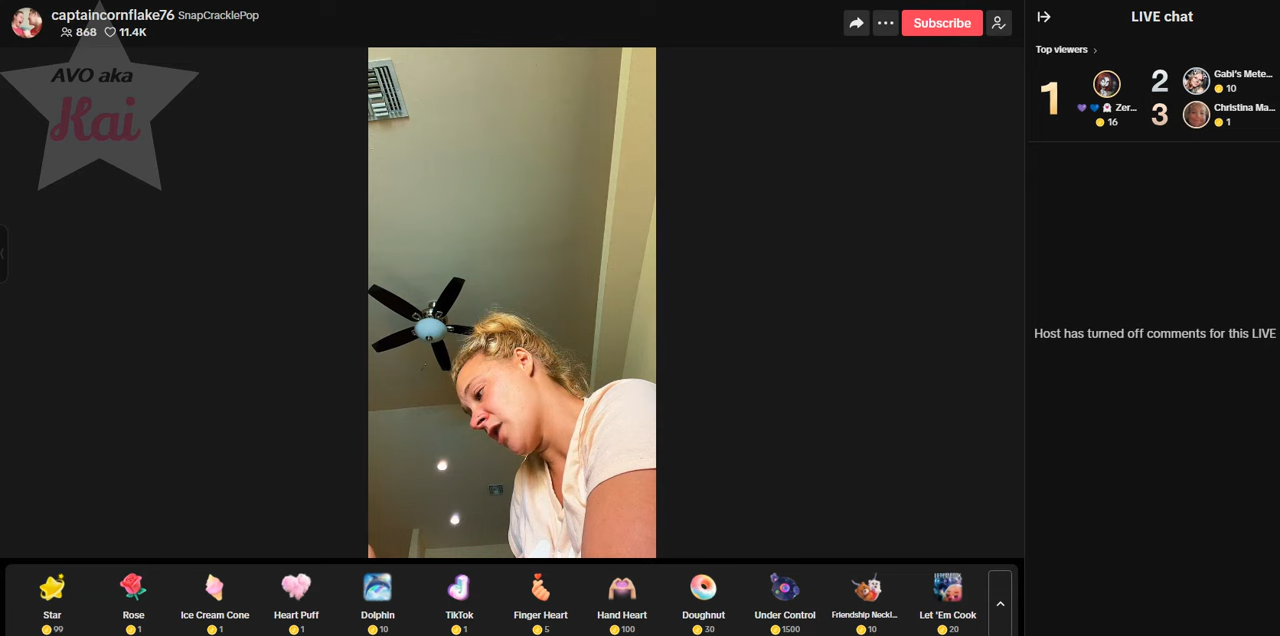 captaincornflake76 SnapCracklePop
868 11.4K
Subscribe
AVO aka
Kai
LIVE chat
Top viewers
1
💜 💙 👻 Zer...
16
2
Gabi's Mete...
10
3
Christina Ma...
1
Host has turned off comments for this LIVE
Star
99
Rose
1
Ice Cream Cone
1
Heart Puff
1
Dolphin
10
TikTok
1
Finger Heart
5
Hand Heart
100
Doughnut
30
Under Control
1500
Friendship Neckl...
10
Let 'Em Cook
20